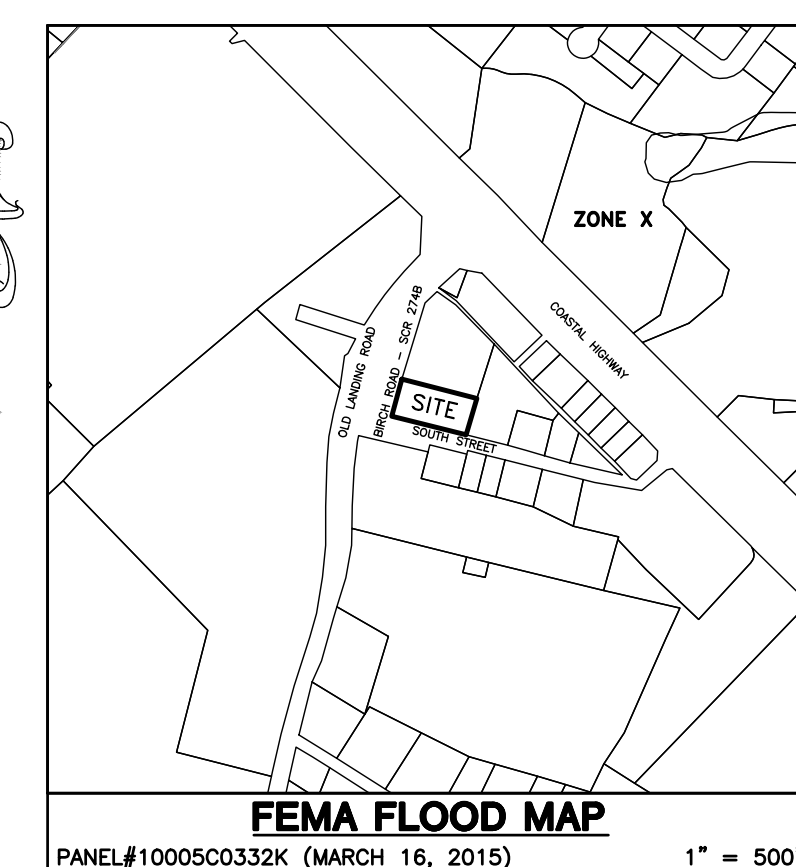 ZONE X
COASTAL HIGHWAY
OLD LANDING ROAD
BIRCH ROAD - SCR 274B
SITE
SOUTH STREET
FEMA FLOOD MAP
PANEL#10005C0332K (MARCH 16, 2015) 1" = 500